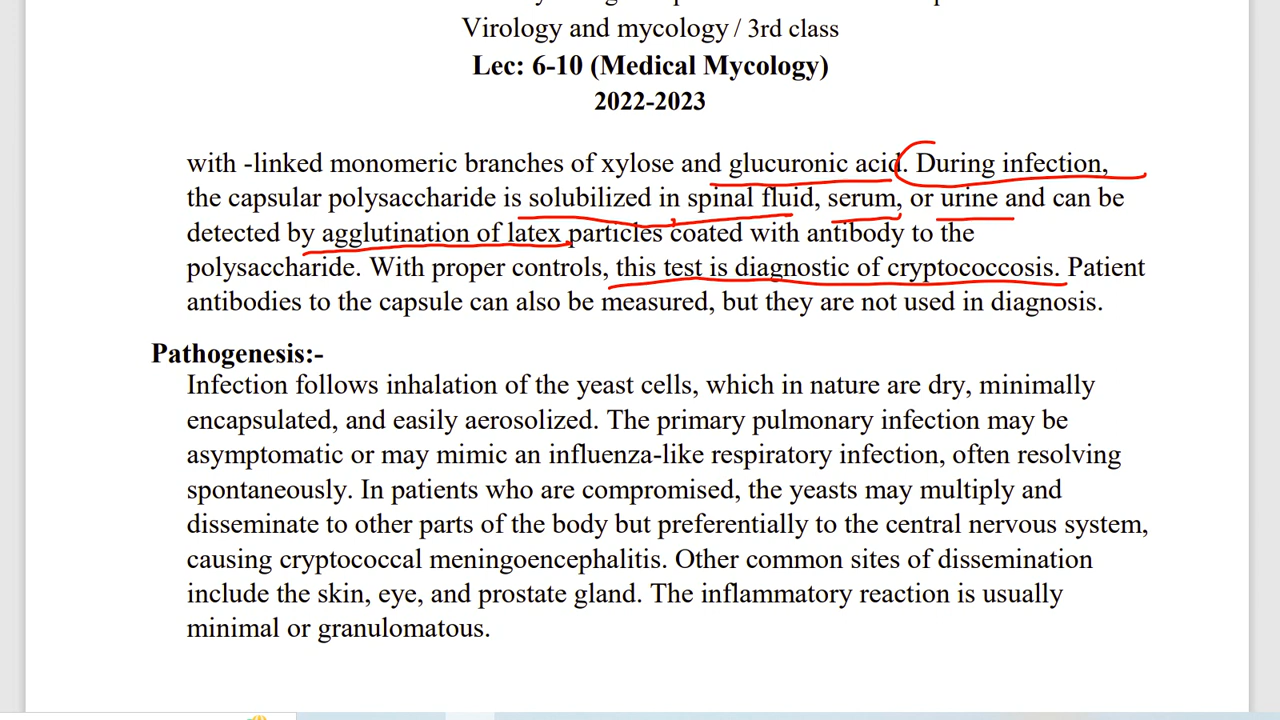 Virology and mycology / 3rd class
Lec: 6-10 (Medical Mycology)
2022-2023
with -linked monomeric branches of xylose and glucuronic acid. During infection,
the capsular polysaccharide is solubilized in spinal fluid, serum, or urine and can be
detected by agglutination of latex particles coated with antibody to the
polysaccharide. With proper controls, this test is diagnostic of cryptococcosis. Patient
antibodies to the capsule can also be measured, but they are not used in diagnosis.
Pathogenesis:-
Infection follows inhalation of the yeast cells, which in nature are dry, minimally
encapsulated, and easily aerosolized. The primary pulmonary infection may be
asymptomatic or may mimic an influenza-like respiratory infection, often resolving
spontaneously. In patients who are compromised, the yeasts may multiply and
disseminate to other parts of the body but preferentially to the central nervous system,
causing cryptococcal meningoencephalitis. Other common sites of dissemination
include the skin, eye, and prostate gland. The inflammatory reaction is usually
minimal or granulomatous.